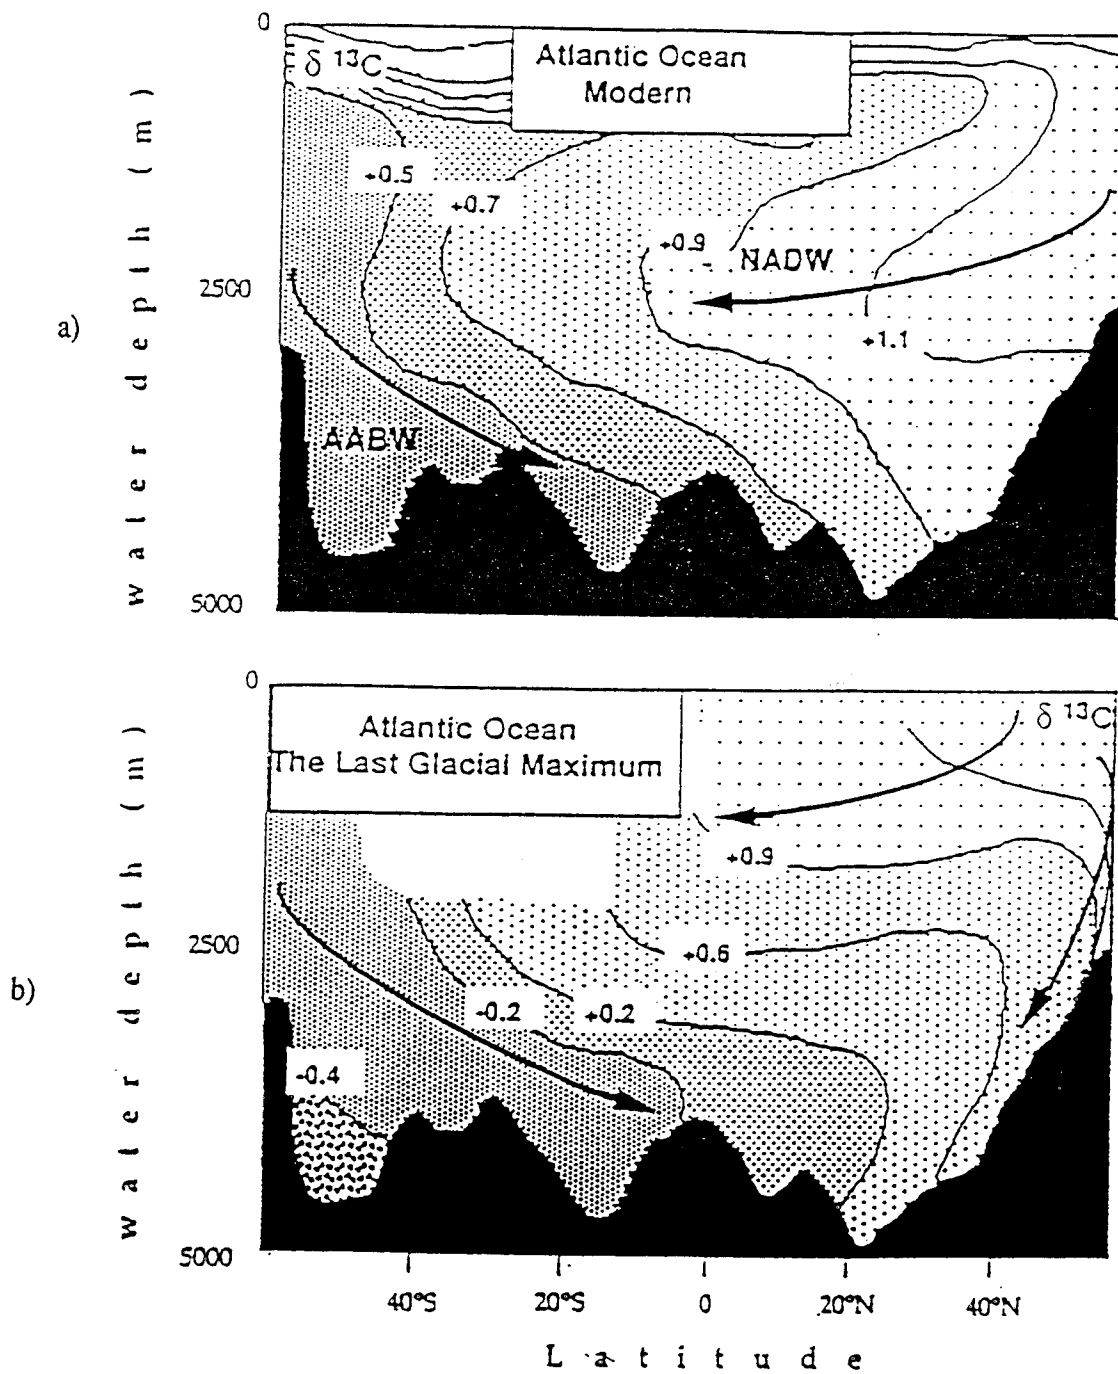 0
δ 13C
Atlantic Ocean
Modern
+0.5
+0.7
+0.9
NADW
2500
a)
+1.1
AABW
5000
water depth (m)
0
Atlantic Ocean
The Last Glacial Maximum
δ 13C
+0.9
2500
+0.6
b)
-0.2
+0.2
-0.4
5000
water depth (m)
40°S
20°S
0
20°N
40°N
Latitude